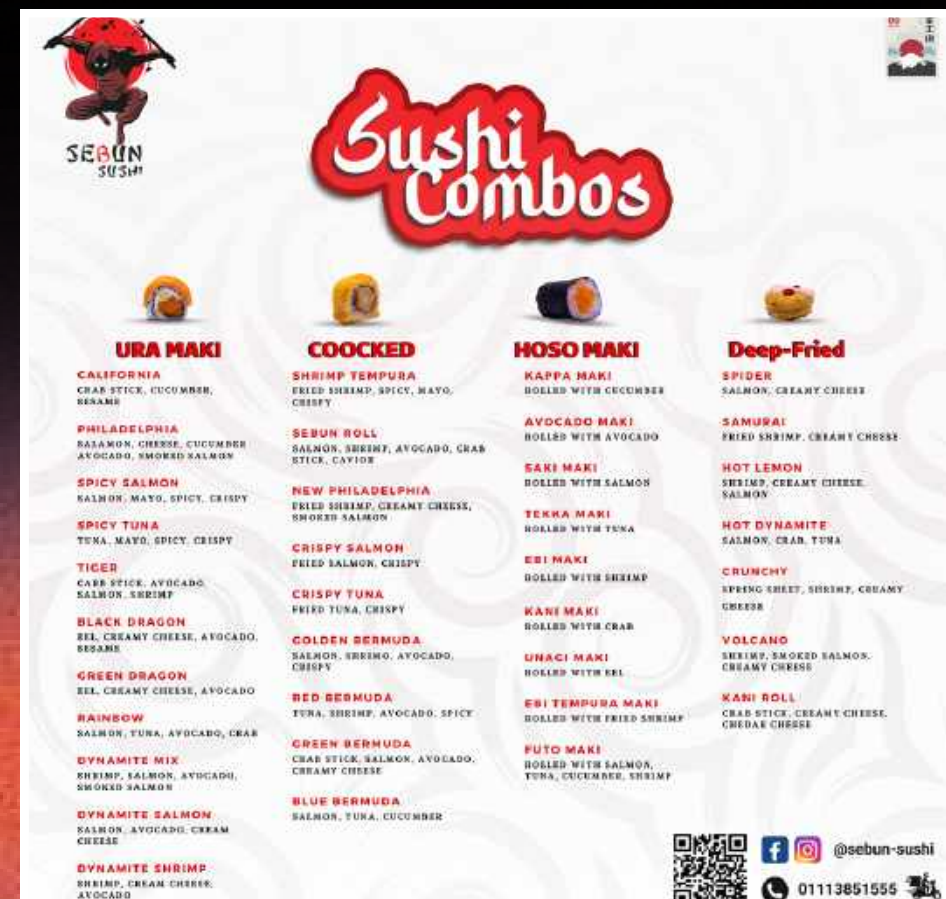 SEBUN
SUSHI
Sushi
Combos
URA MAKI
CALIFORNIA
CRAB STICK, CUCUMBER,
SESAME
PHILADELPHIA
SALAMON, CHEESE, CUCUMBER
AVOCADO, SMOKED SALMON
SPICY SALMON
SALMON, MAYO, SPICY, CRISPY
SPICY TUNA
TUNA, MAYO, SPICY, CRISPY
TIGER
CARB STICK, AVOCADO,
SALMON, SHRIMP
BLACK DRAGON
EEL, CREAMY CHEESE, AVOCADO,
SESAME
GREEN DRAGON
EEL, CREAMY CHEESE, AVOCADO
RAINBOW
SALMON, TUNA, AVOCADO, CRAB
DYNAMITE MIX
SHRIMP, SALMON, AVOCADO,
SMOKED SALMON
DYNAMITE SALMON
SALMON, AVOCADO, CREAM
CHEESE
DYNAMITE SHRIMP
SHRIMP, CREAM CHEESE,
AVOCADO
COOCKED
SHRIMP TEMPURA
FRIED SHRIMP, SPICY, MAYO,
CRISPY
SEBUN ROLL
SALMON, SHRIMP, AVOCADO, CRAB
STICK, CAVIOR
NEW PHILADELPHIA
FRIED SHRIMP, CREAMY CHEESE,
SMOKED SALMON
CRISPY SALMON
FRIED SALMON, CRISPY
CRISPY TUNA
FRIED TUNA, CRISPY
GOLDEN BERMUDA
SALMON, SHRIMO, AVOCADO,
CRISPY
RED BERMUDA
TUNA, SHRIMP, AVOCADO, SPICY
GREEN BERMUDA
CRAB STICK, SALMON, AVOCADO,
CREAMY CHEESE
BLUE BERMUDA
SALMON, TUNA, CUCUMBER
HOSO MAKI
KAPPA MAKI
ROLLED WITH CUCUMBER
AVOCADO MAKI
ROLLED WITH AVOCADO
SAKI MAKI
ROLLED WITH SALMON
TEKKA MAKI
ROLLED WITH TUNA
EBI MAKI
ROLLED WITH SHRIMP
KANI MAKI
ROLLED WITH CRAB
UNAGI MAKI
ROLLED WITH EEL
EBI TEMPURA MAKI
ROLLED WITH FRIED SHRIMP
FUTO MAKI
ROLLED WITH SALMON,
TUNA, CUCUMBER, SHRIMP
Deep-Fried
SPIDER
SALMON, CREAMY CHEESE
SAMURAI
FRIED SHRIMP, CREAMY CHEESE
HOT LEMON
SHRIMP, CREAMY CHEESE,
SALMON
HOT DYNAMITE
SALMON, CRAB, TUNA
CRUNCHY
SPRING SHEET, SHRIMP, CREAMY
CHEESE
VOLCANO
SHRIMP, SMOKED SALMON,
CREAMY CHEESE
KANI ROLL
CRAB STICK, CREAMY CHEESE,
CHEDAR CHEESE
@sebun-sushi
01113851555